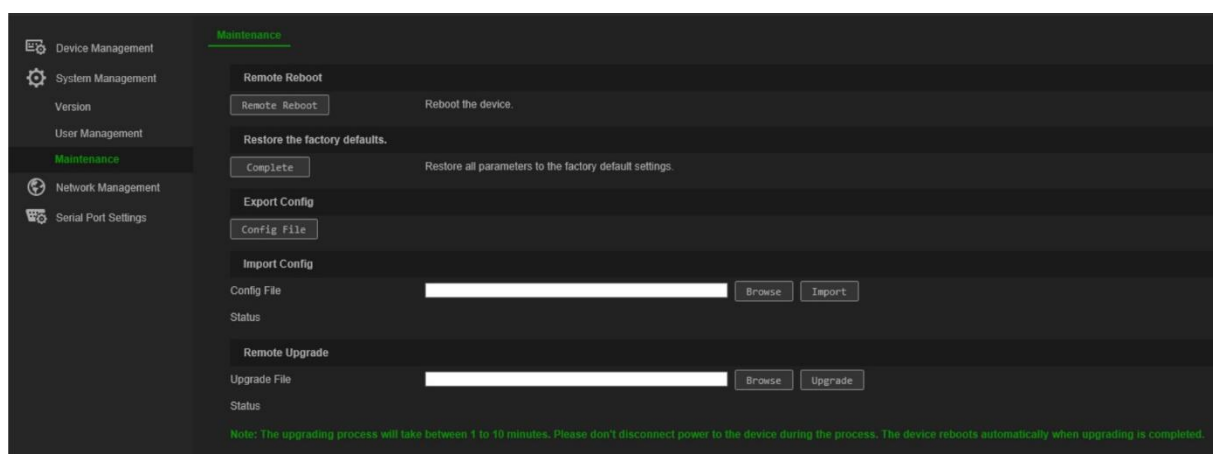 Device Management
System Management
Version
User Management
Maintenance
Network Management
Serial Port Settings
Maintenance
Remote Reboot
Remote Reboot Reboot the device.
Restore the factory defaults.
Complete Restore all parameters to the factory default settings.
Export Config
Config File
Import Config
Config File Browse Import
Status
Remote Upgrade
Upgrade File Browse Upgrade
Status
Note: The upgrading process will take between 1 to 10 minutes. Please don't disconnect power to the device during the process. The device reboots automatically when upgrading is completed.